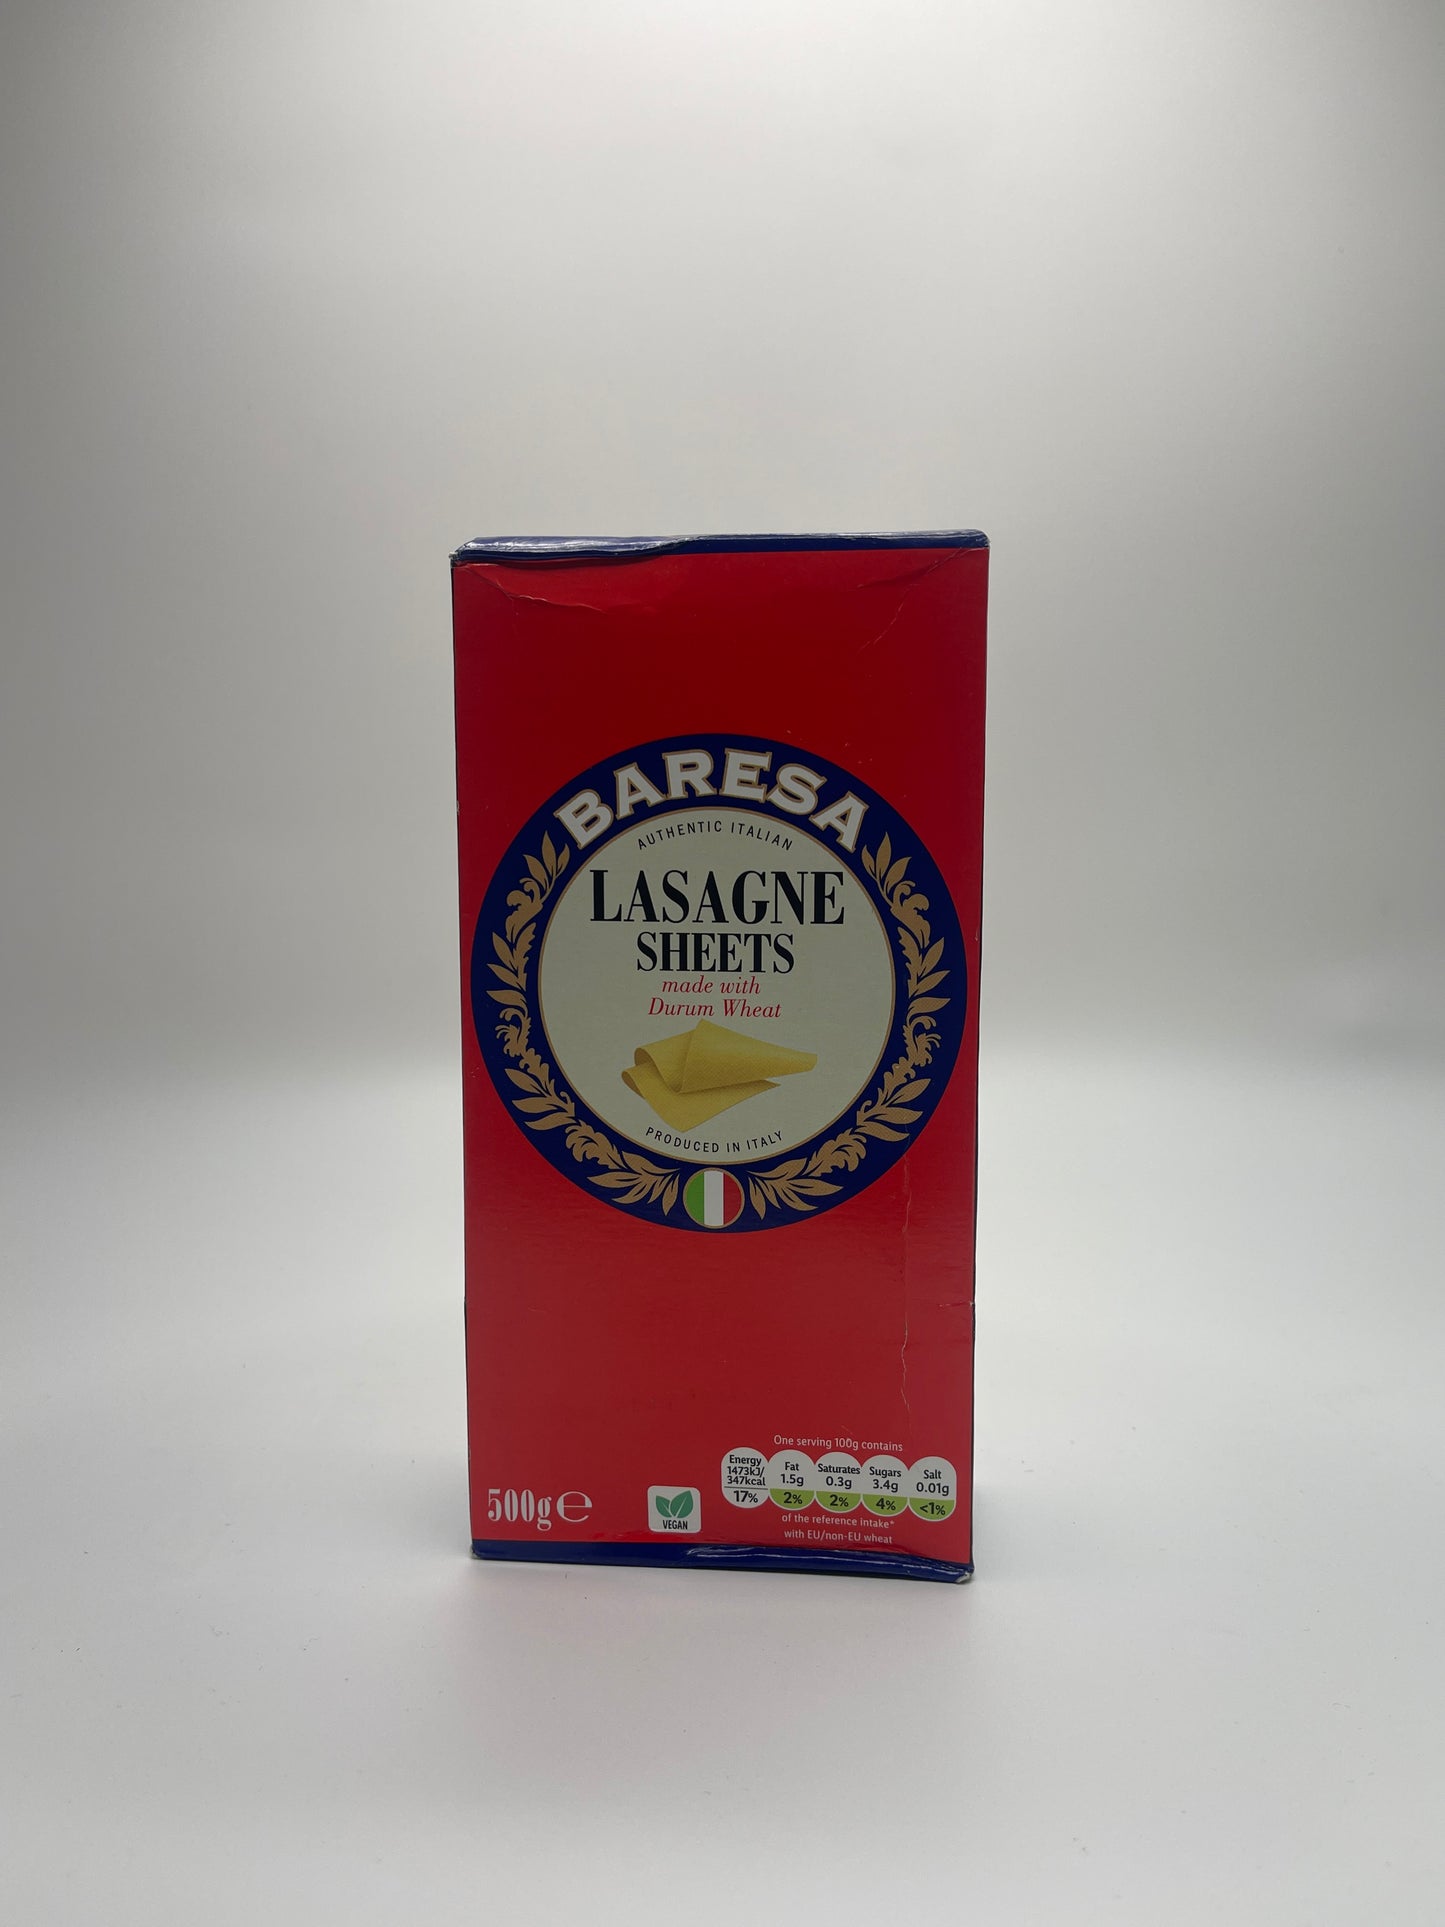 BARESA
AUTHENTIC ITALIAN
LASAGNE
SHEETS
made with
Durum Wheat
PRODUCED IN ITALY
500g℮
VEGAN
One serving 100g contains
Energy
1473kJ/
347kcal
17%
Fat
1.5g
2%
Saturates
0.3g
2%
Sugars
3.4g
4%
Salt
0.01g
<1%
of the reference intake*
with EU/non-EU wheat